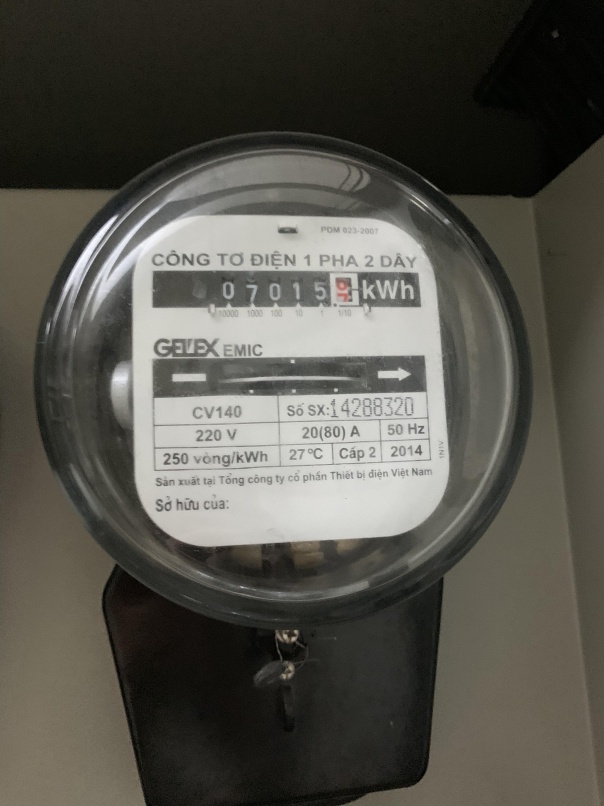 PDM 023-2007
CÔNG TƠ ĐIỆN 1 PHA 2 DÂY
07015 kWh
10000 1000 100 10 1 1/10
GELEX EMIC
CV140 Số SX: 14288320
220 V 20(80) A 50 Hz
250 vòng/kWh 27 ºC Cấp 2 2014
Sản xuất tại Tổng công ty cổ phần Thiết bị điện Việt Nam
Sở hữu của: